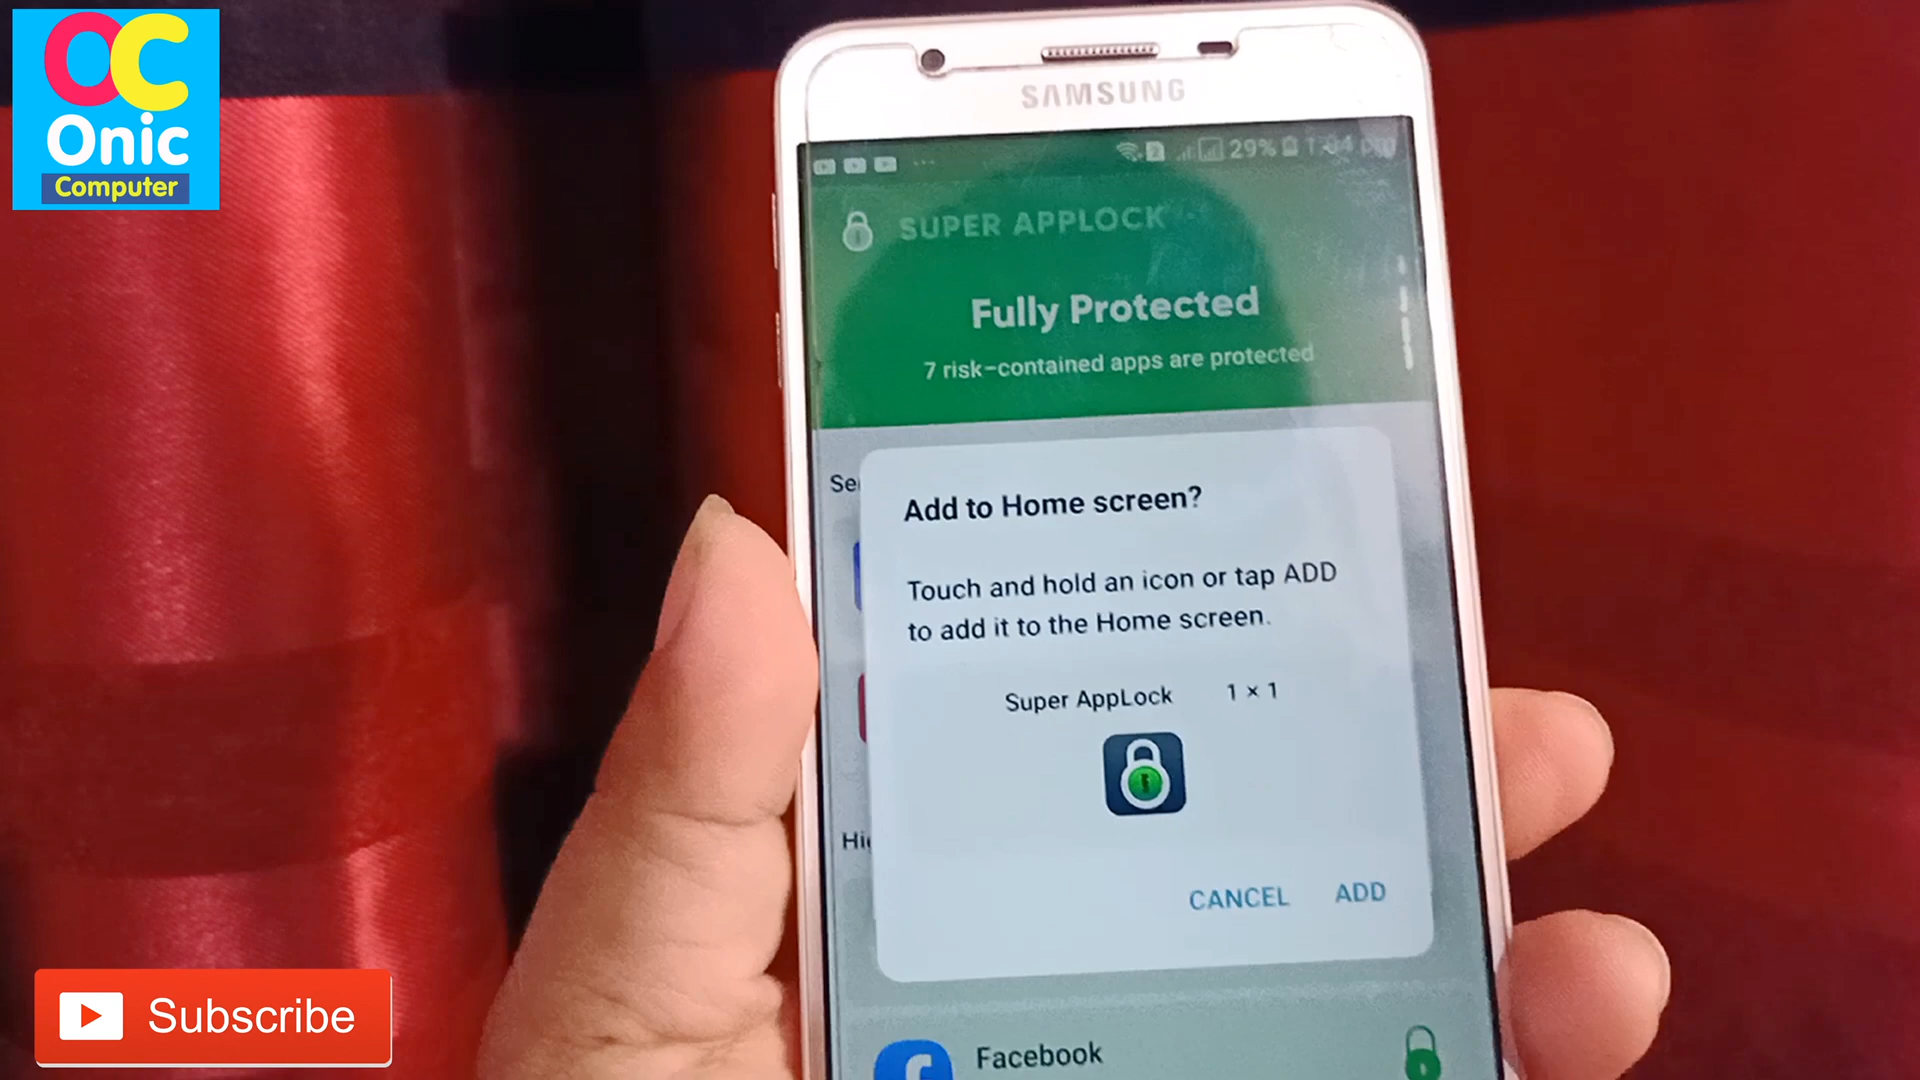 OC
Onic
Computer
SAMSUNG
29%
SUPER APPLOCK
Fully Protected
7 risk-contained apps are protected
Add to Home screen?
Touch and hold an icon or tap ADD
to add it to the Home screen.
Super AppLock 1 × 1
CANCEL ADD
Facebook
Subscribe